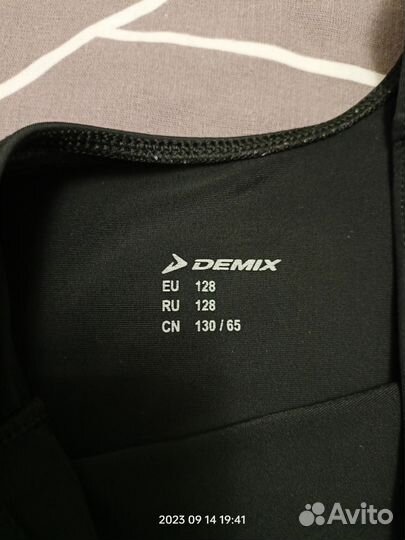 DEMIX
EU 128
RU 128
CN 130 / 65
2023 09 14 19:41
Avito